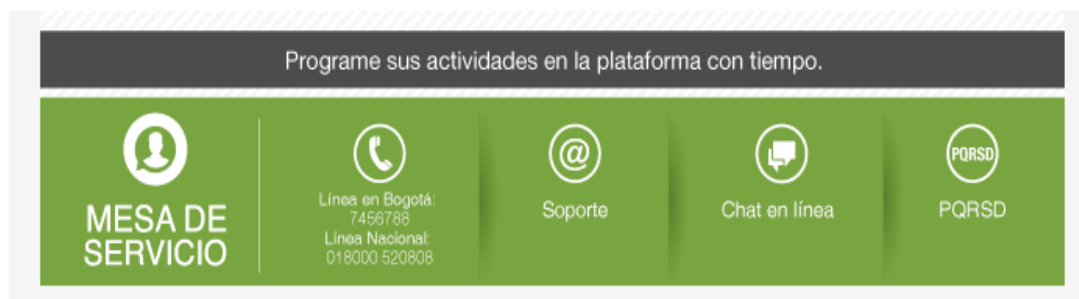 Programe sus actividades en la plataforma con tiempo.
MESA DE
SERVICIO
Línea en Bogotá:
7456788
Línea Nacional:
018000 520808
@
Soporte
Chat en línea
PQRSD
PQRSD